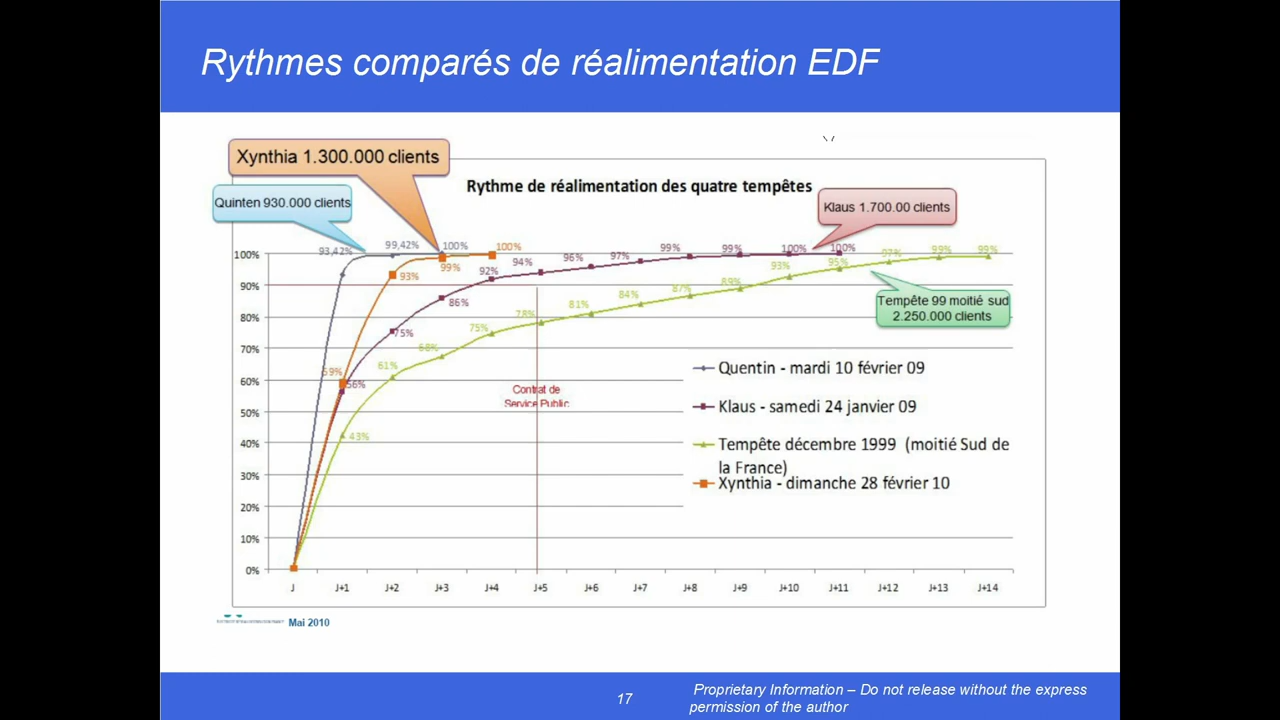 Rythmes comparés de réalimentation EDF
Xynthia 1.300.000 clients
Quinten 930.000 clients
Rythme de réalimentation des quatre tempêtes
Klaus 1.700.00 clients
Tempête 99 moitié sud
2.250.000 clients
100%
90%
80%
70%
60%
50%
40%
30%
20%
10%
0%
93,42%
99,42%
100%
100%
59%
93%
99%
56%
75%
86%
92%
94%
96%
97%
99%
99%
100%
100%
43%
61%
68%
75%
78%
81%
84%
87%
89%
93%
95%
97%
99%
99%
Contrat de
Service Public
Quentin - mardi 10 février 09
Klaus - samedi 24 janvier 09
Tempête décembre 1999 (moitié Sud de
la France)
Xynthia - dimanche 28 février 10
J J+1 J+2 J+3 J+4 J+5 J+6 J+7 J+8 J+9 J+10 J+11 J+12 J+13 J+14
Mai 2010
17
Proprietary Information – Do not release without the express
permission of the author